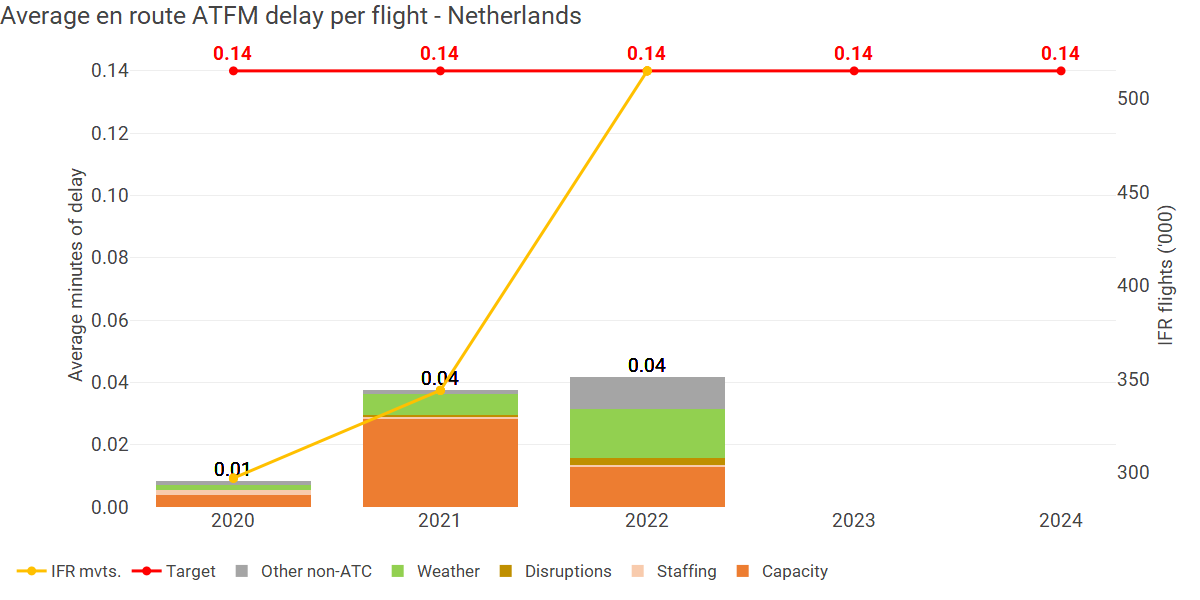 Average en route ATFM delay per flight - Netherlands
0.14 0.14 0.14 0.14 0.14
0.14
0.12
0.10
0.08
0.06
0.04
0.02
0.00
Average minutes of delay
0.01 0.04 0.04
500
450
400
350
300
IFR flights ('000)
2020 2021 2022 2023 2024
IFR mvts. Target Other non-ATC Weather Disruptions Staffing Capacity